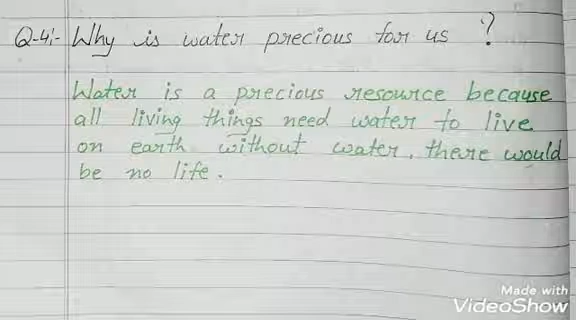 Q-4:- Why is water precious for us ?
Water is a precious resource because
all living things need water to live
on earth without water, there would
be no life.
Made with
VideoShow